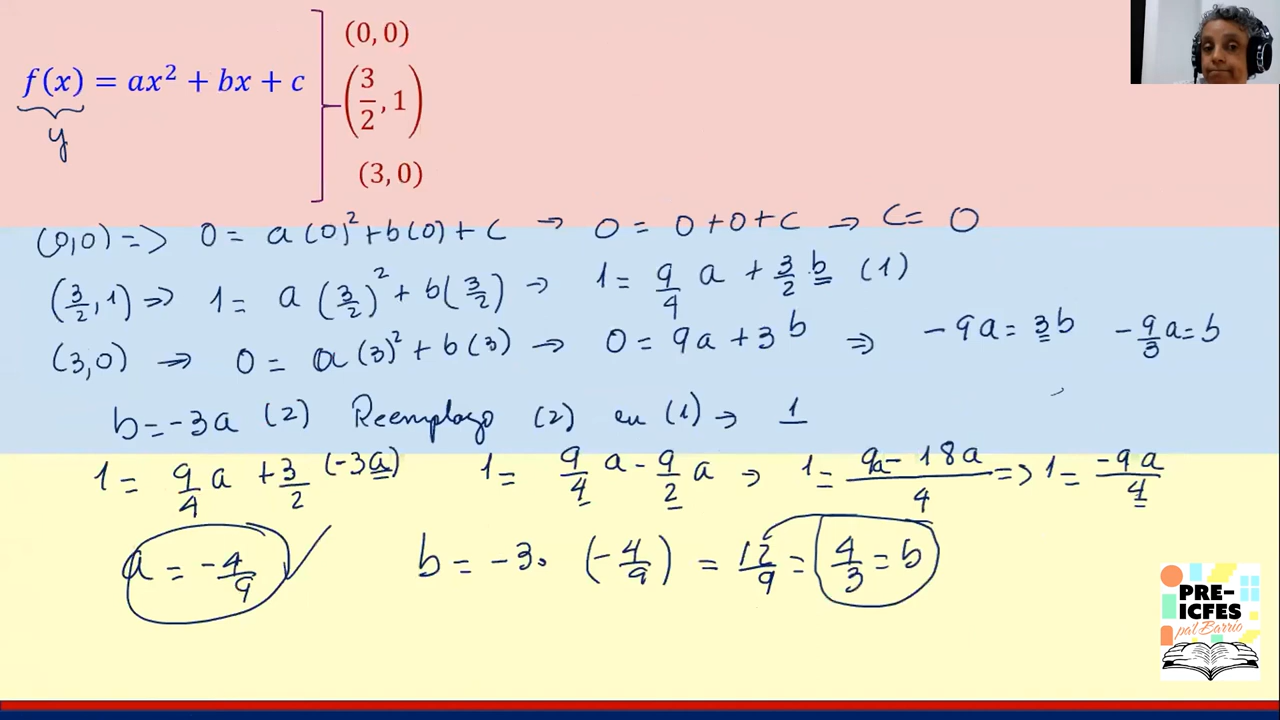 f(x) = ax² + bx + c
y
(0, 0)
(3/2, 1)
(3, 0)
(0,0) => 0 = a(0)² + b(0) + c → 0 = 0 + 0 + c → c = 0
(3/2, 1) => 1 = a(3/2)² + b(3/2) → 1 = 9/4 a + 3/2 b (1)
(3,0) → 0 = a(3)² + b(3) → 0 = 9a + 3b => -9a = 3b -9/3 a = b
b = -3a (2) Reemplazo (2) en (1) → 1
1 = 9/4 a + 3/2 (-3a) 1 = 9/4 a - 9/2 a → 1 = 9a - 18a / 4 => 1 = -9a/4
a = -4/9 ✓ b = -3 · (-4/9) = 12/9 = 4/3 = b
PRE-
ICFES
pal Barrio